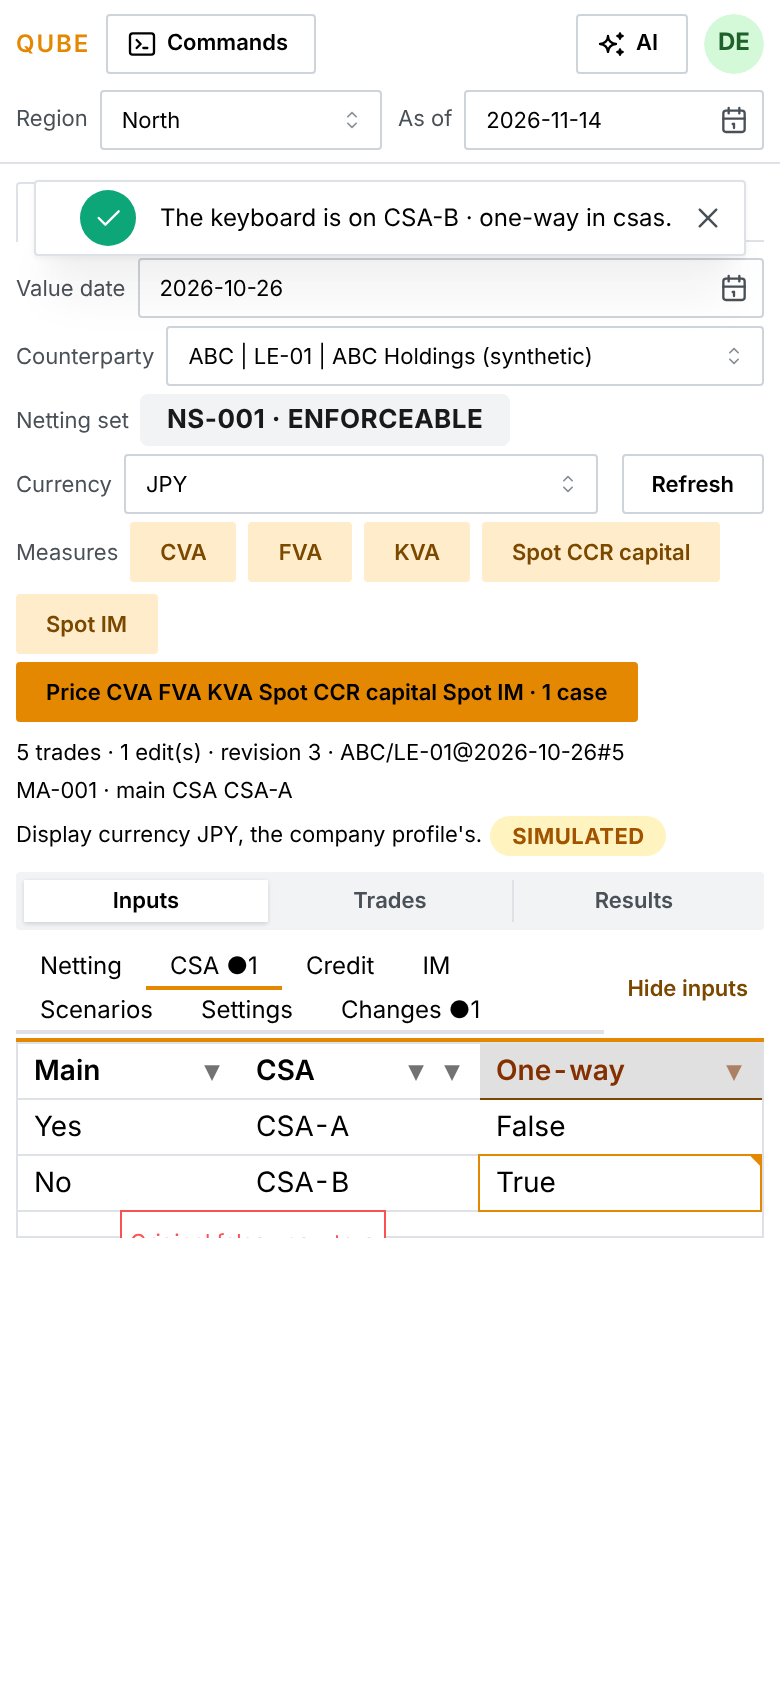 QUBE Commands AI DE
Region North As of 2026-11-14
The keyboard is on CSA-B · one-way in csas.
Value date 2026-10-26
Counterparty ABC | LE-01 | ABC Holdings (synthetic)
Netting set NS-001 · ENFORCEABLE
Currency JPY Refresh
Measures CVA FVA KVA Spot CCR capital
Spot IM
Price CVA FVA KVA Spot CCR capital Spot IM · 1 case
5 trades · 1 edit(s) · revision 3 · ABC/LE-01@2026-10-26#5
MA-001 · main CSA CSA-A
Display currency JPY, the company profile's. SIMULATED
Inputs Trades Results
Netting CSA ●1 Credit IM
Hide inputs
Scenarios Settings Changes ●1
Main CSA One-way
Yes CSA-A False
No CSA-B True